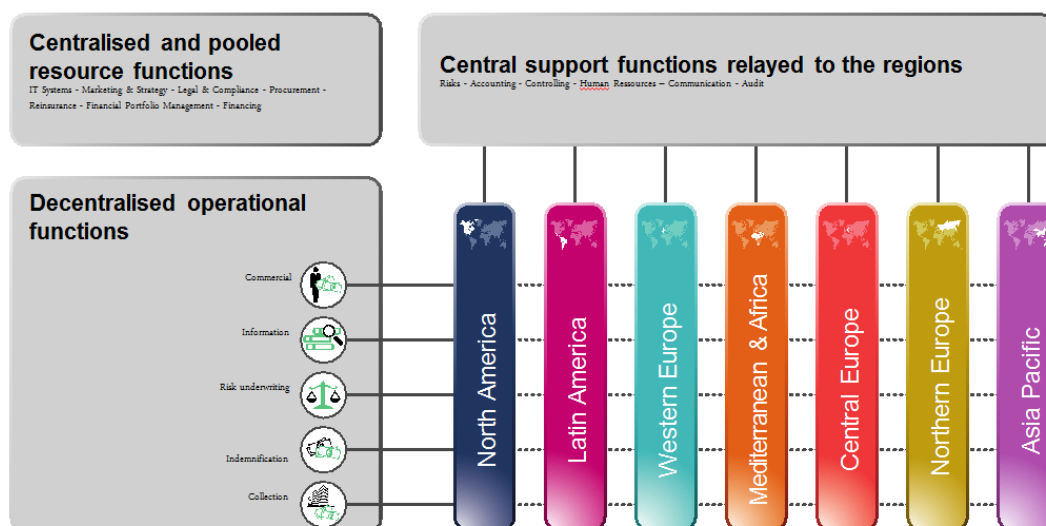 Centralised and pooled
resource functions
IT Systems - Marketing & Strategy - Legal & Compliance - Procurement -
Reinsurance - Financial Portfolio Management - Financing
Central support functions relayed to the regions
Risks - Accounting - Controlling - Human Ressources – Communication - Audit
Decentralised operational
functions
Commercial
Information
Risk underwriting
Indemnification
Collection
North America
Latin America
Western Europe
Mediterranean & Africa
Central Europe
Northern Europe
Asia Pacific